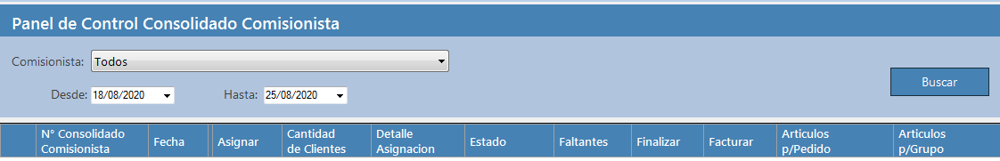 Panel de Control Consolidado Comisionista
Comisionista: Todos
Desde: 18/08/2020 Hasta: 25/08/2020
Buscar
N° Consolidado Comisionista
Fecha
Asignar
Cantidad de Clientes
Detalle Asignacion
Estado
Faltantes
Finalizar
Facturar
Articulos p/Pedido
Articulos p/Grupo